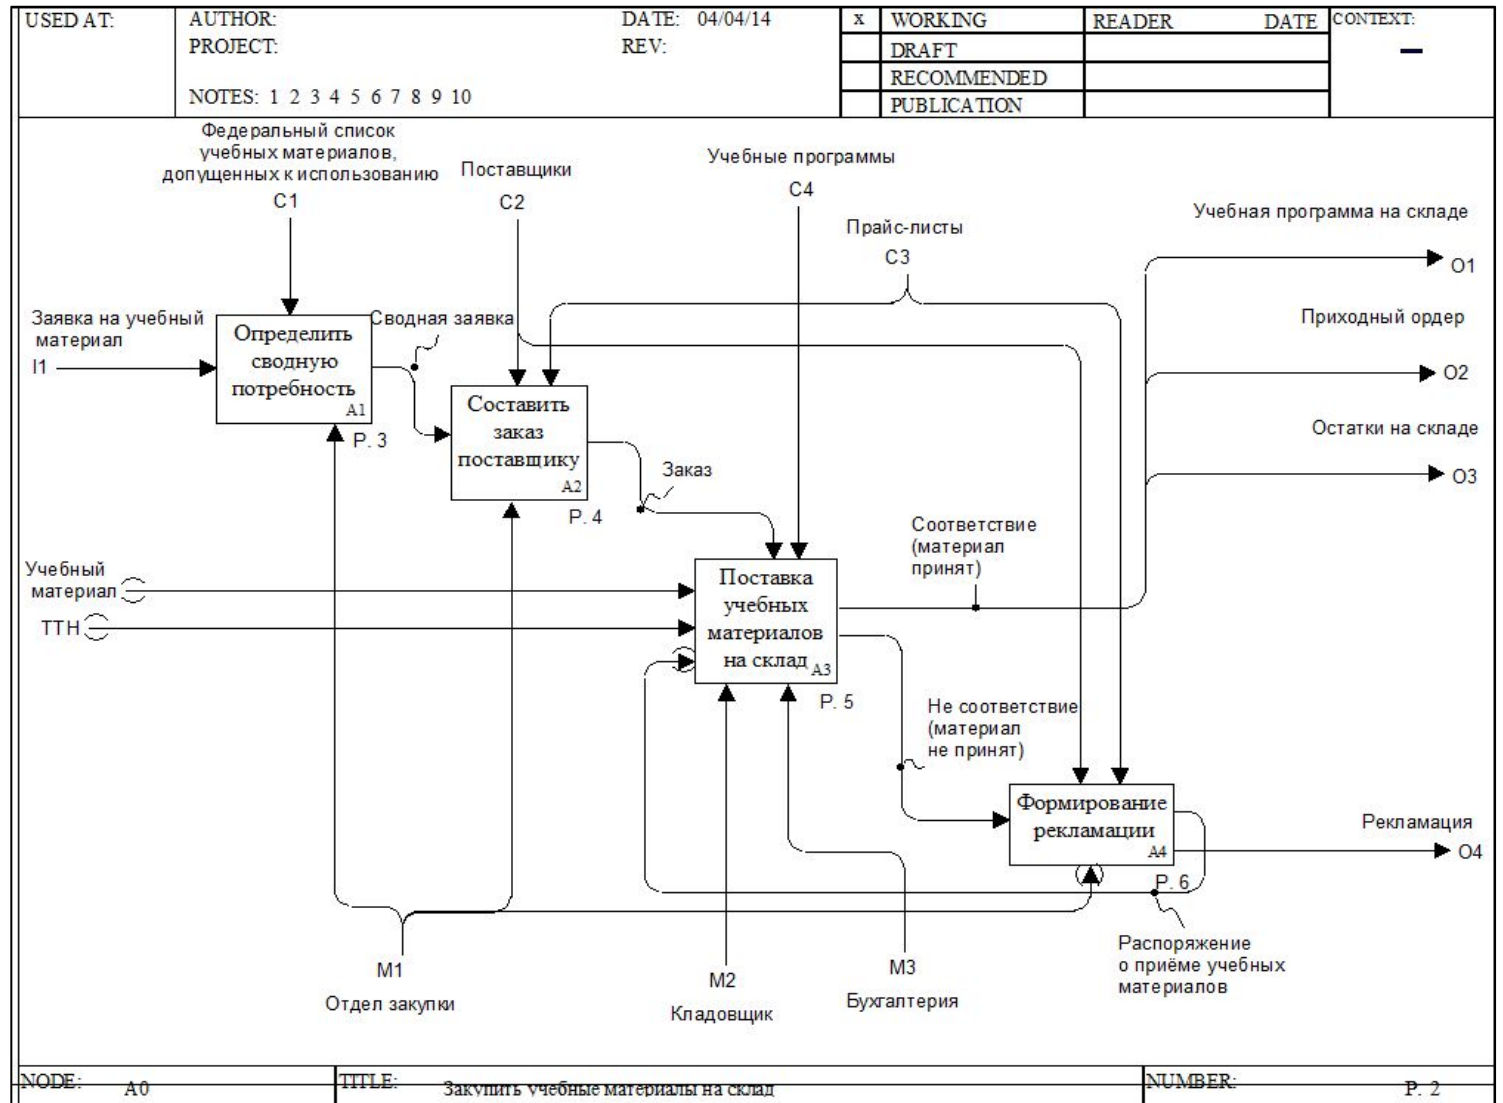 USED AT:
AUTHOR:
DATE: 04/04/14
PROJECT:
REV:
NOTES: 1 2 3 4 5 6 7 8 9 10
x
WORKING
DRAFT
RECOMMENDED
PUBLICATION
READER
DATE
CONTEXT:
Федеральный список
учебных материалов,
допущенных к использованию
C1
Поставщики
C2
Учебные программы
C4
Прайс-листы
C3
Учебная программа на складе
O1
Заявка на учебный
материал
I1
Определить
сводную
потребность
A1
P. 3
Сводная заявка
Приходный ордер
O2
Составить
заказ
поставщику
A2
P. 4
Заказ
Остатки на складе
O3
Соответствие
(материал
принят)
Учебный
материал
ТТН
Поставка
учебных
материалов
на склад
A3
P. 5
Не соответствие
(материал
не принят)
Формирование
рекламации
A4
P. 6
Рекламация
O4
Распоряжение
о приёме учебных
материалов
M1
Отдел закупки
M2
Кладовщик
M3
Бухгалтерия
NODE:
A0
TITLE:
Закупить учебные материалы на склад
NUMBER:
P. 2